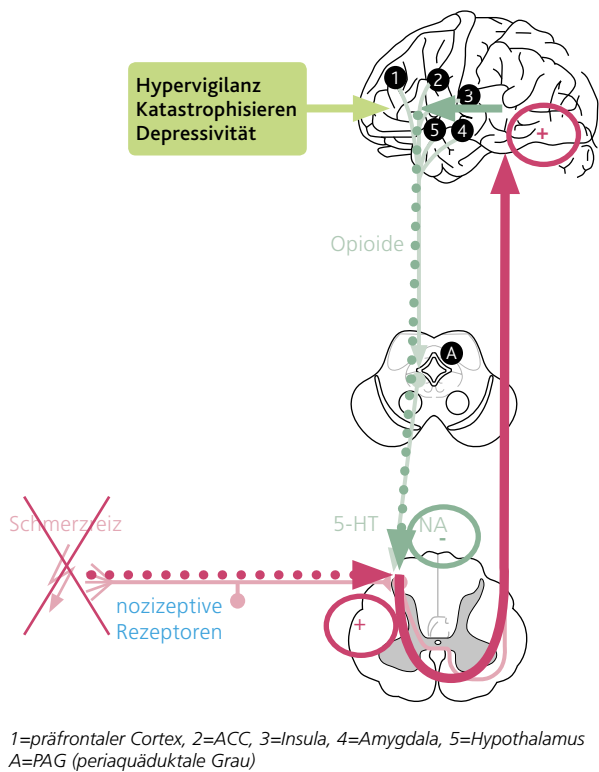 Hypervigilanz
Katastrophisieren
Depressivität
1
2
3
5
4
+
Opioide
A
5-HT
NA
-
Schmerzreiz
nozizeptive
Rezeptoren
+
1=präfrontaler Cortex, 2=ACC, 3=Insula, 4=Amygdala, 5=Hypothalamus
A=PAG (periaquäduktale Grau)